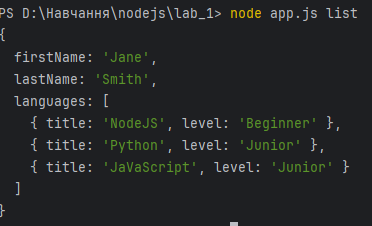 PS D:\Навчання\nodejs\lab_1> node app.js list
{
  firstName: 'Jane',
  lastName: 'Smith',
  languages: [
    { title: 'NodeJS', level: 'Beginner' },
    { title: 'Python', level: 'Junior' },
    { title: 'JaVaScript', level: 'Junior' }
  ]
}